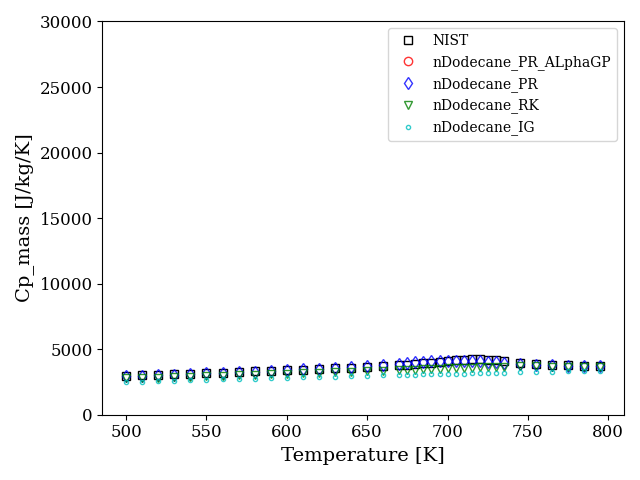 30000
25000
20000
15000
10000
5000
0
Cp_mass [J/kg/K]
500 550 600 650 700 750 800
Temperature [K]
NIST
nDodecane_PR_ALphaGP
nDodecane_PR
nDodecane_RK
nDodecane_IG